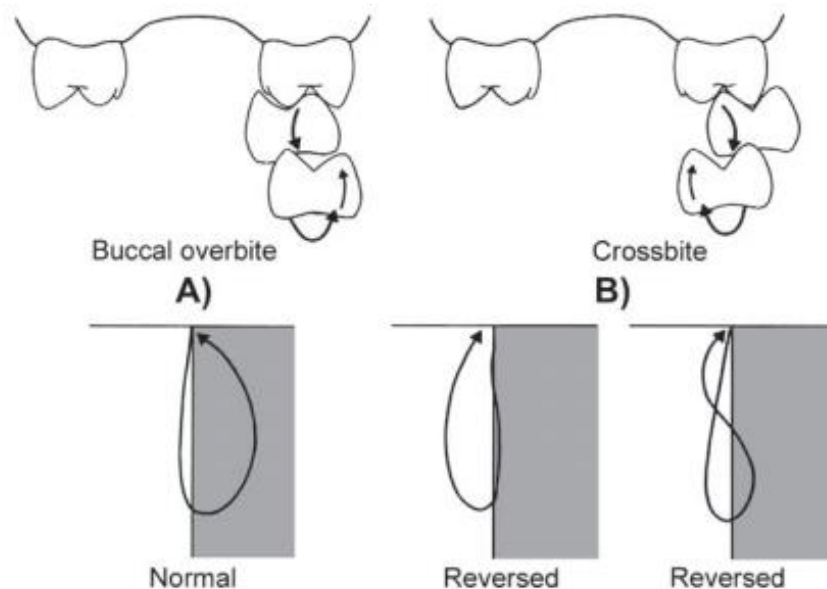 Buccal overbite
Crossbite
A)
B)
Normal
Reversed
Reversed